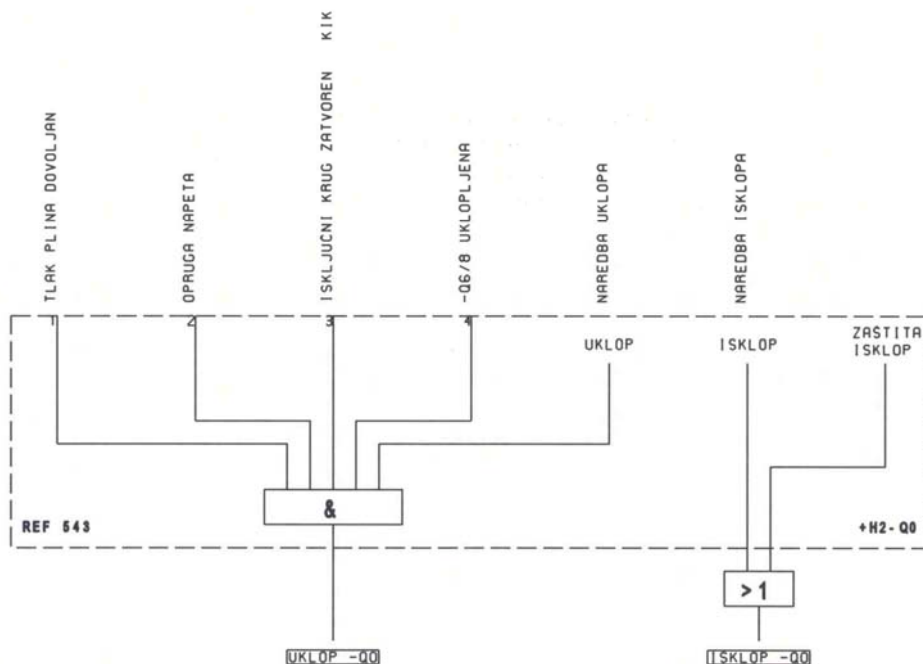 TLAK PLINA DOVOLJAN
OPRUGA NAPETA
ISKLJUČNI KRUG ZATVOREN KIK
-Q6/8 UKLOPLJENA
NAREDBA UKLOPA
NAREDBA ISKLOPA
1
2
3
4
UKLOP
ISKLOP
ZAŠTITA
ISKLOP
&
REF 543
+H2-Q0
>1
UKLOP -Q0
ISKLOP -Q0